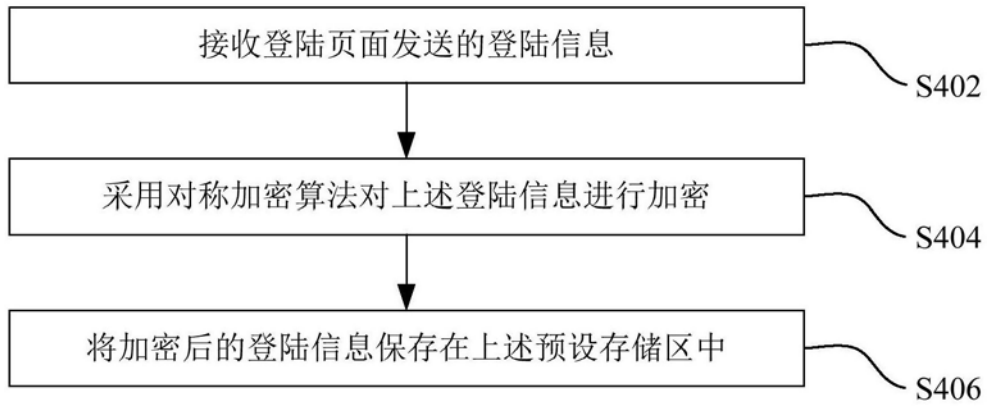 接收登陆页面发送的登陆信息
S402
采用对称加密算法对上述登陆信息进行加密
S404
将加密后的登陆信息保存在上述预设存储区中
S406